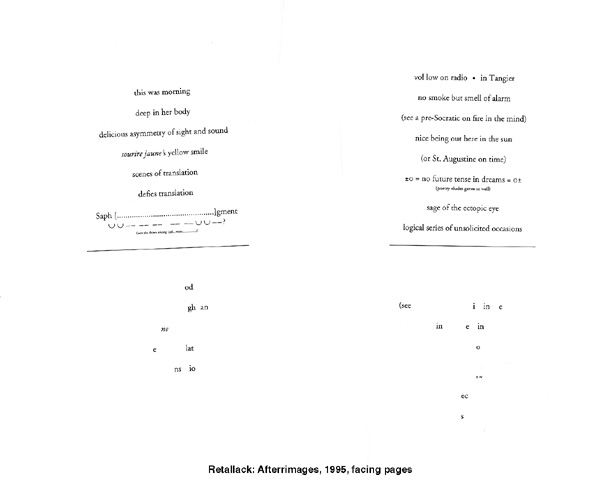 this was morning
deep in her body
delicious asymmetry of sight and sound
sourire jaune's yellow smile
scenes of translation
defies translation
Saph [..............................................]gment
∪∪—— —— — ——∪∪—?
od
gh an
ns
e lat
ns io
vol low on radio • in Tangier
no smoke but smell of alarm
(see a pre-Socratic on fire in the mind)
nice being out here in the sun
(or St. Augustine on time)
±o = no future tense in dreams = o±
sage of the ectopic eye
logical series of unsolicited occasions
(see i in e
in e in
o
ec
s
Retallack: Afterrimages, 1995, facing pages